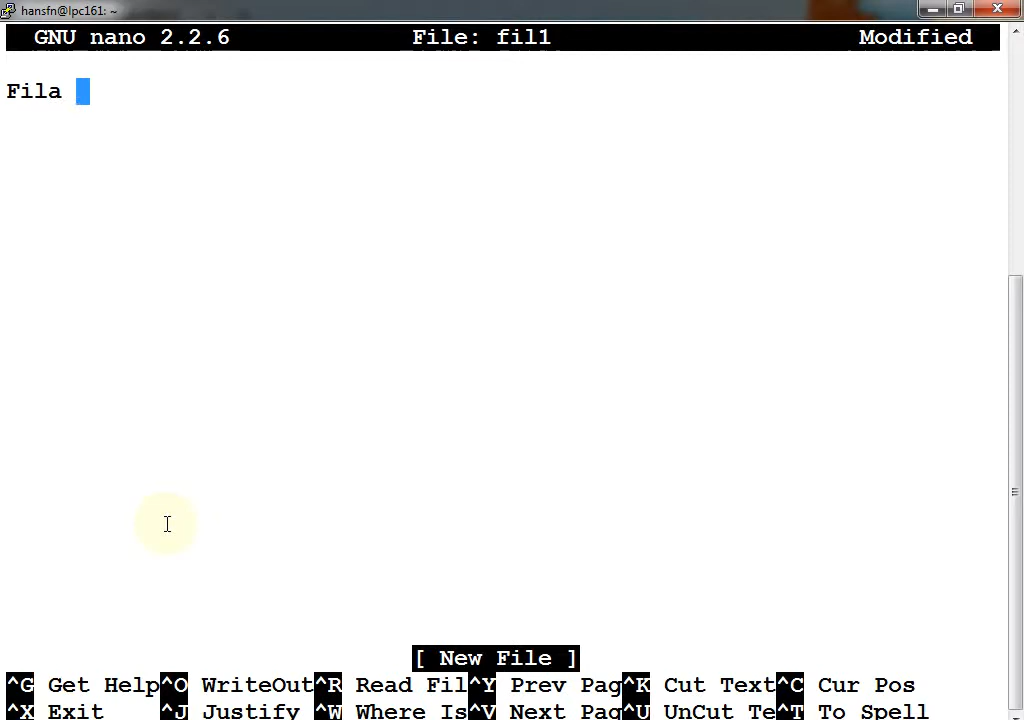 hansfn@lpc161: ~
GNU nano 2.2.6 File: fil1 Modified
Fila
[ New File ]
^G Get Help^O WriteOut^R Read Fil^Y Prev Pag^K Cut Text^C Cur Pos
^X Exit ^J Justify ^W Where Is^V Next Pag^U UnCut Te^T To Spell